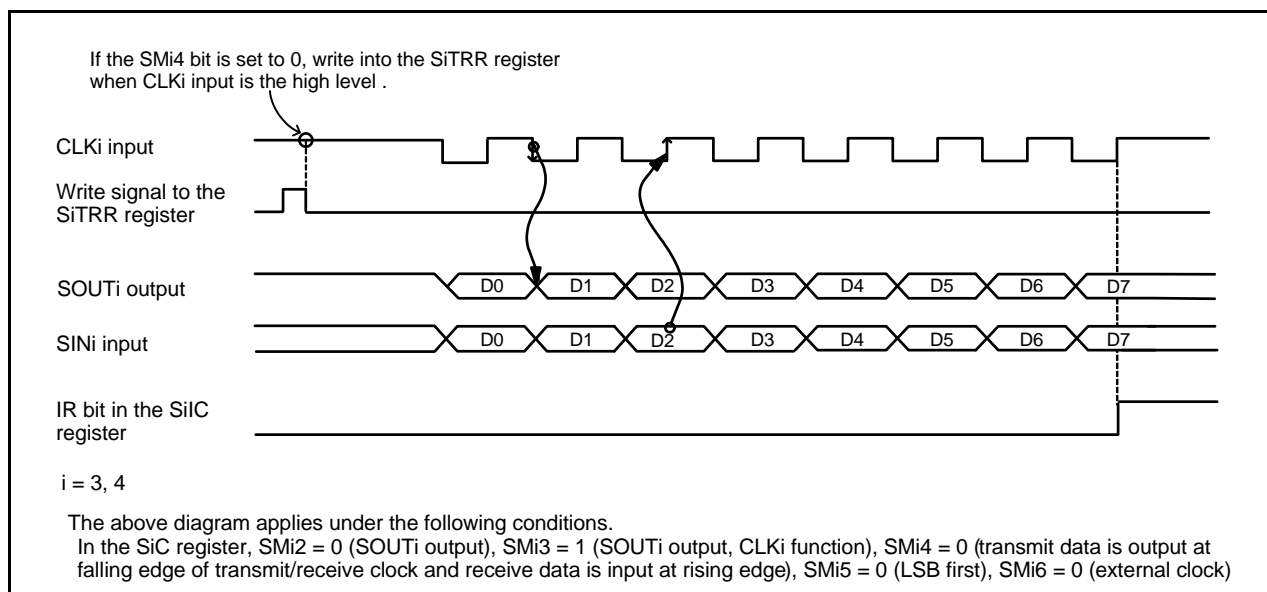 If the SMi4 bit is set to 0, write into the SiTRR register
when CLKi input is the high level .
CLKi input
Write signal to the
SiTRR register
SOUTi output
D0 D1 D2 D3 D4 D5 D6 D7
SINi input
D0 D1 D2 D3 D4 D5 D6 D7
IR bit in the SiIC
register
i = 3, 4
The above diagram applies under the following conditions.
In the SiC register, SMi2 = 0 (SOUTi output), SMi3 = 1 (SOUTi output, CLKi function), SMi4 = 0 (transmit data is output at
falling edge of transmit/receive clock and receive data is input at rising edge), SMi5 = 0 (LSB first), SMi6 = 0 (external clock)